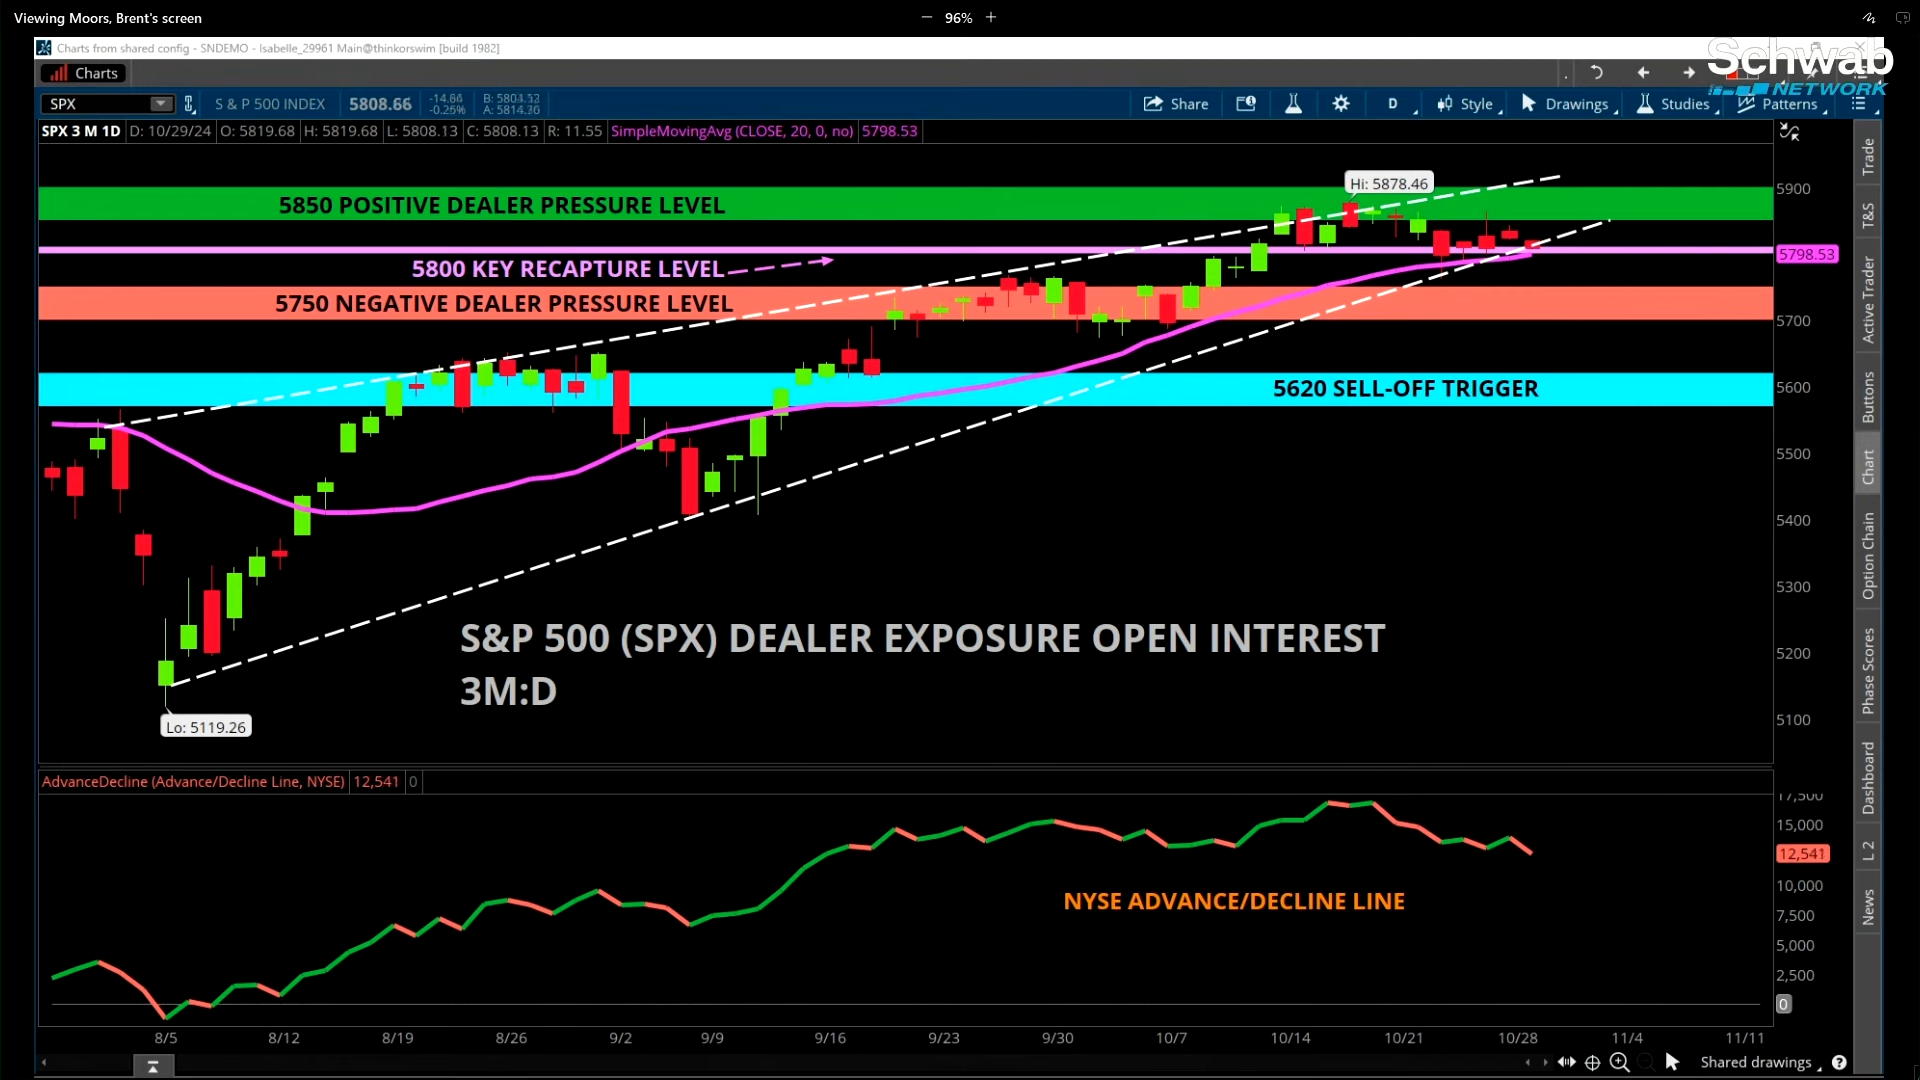 Viewing Moors, Brent's screen
96%
Charts from shared config - SNDEMO - Isabelle_29961 Main@thinkorswim [build 1982]
Schwab
NETWORK
Charts
SPX
S & P 500 INDEX
5808.66
-14.86
-0.25%
B: 5803.52
A: 5814.36
Share
D
Style
Drawings
Studies
Patterns
SPX 3 M 1D
D: 10/29/24
O: 5819.68
H: 5819.68
L: 5808.13
C: 5808.13
R: 11.55
SimpleMovingAvg (CLOSE, 20, 0, no)
5798.53
Hi: 5878.46
5850 POSITIVE DEALER PRESSURE LEVEL
5800 KEY RECAPTURE LEVEL
5750 NEGATIVE DEALER PRESSURE LEVEL
5620 SELL-OFF TRIGGER
S&P 500 (SPX) DEALER EXPOSURE OPEN INTEREST
3M:D
Lo: 5119.26
5900
5798.53
5700
5600
5500
5400
5300
5200
5100
AdvanceDecline (Advance/Decline Line, NYSE)
12,541
0
NYSE ADVANCE/DECLINE LINE
17,500
15,000
12,541
10,000
7,500
5,000
2,500
0
8/5
8/12
8/19
8/26
9/2
9/9
9/16
9/23
9/30
10/7
10/14
10/21
10/28
11/4
11/11
Shared drawings
Trade
T&S
Active Trader
Buttons
Chart
Option Chain
Phase Scores
Dashboard
L 2
News